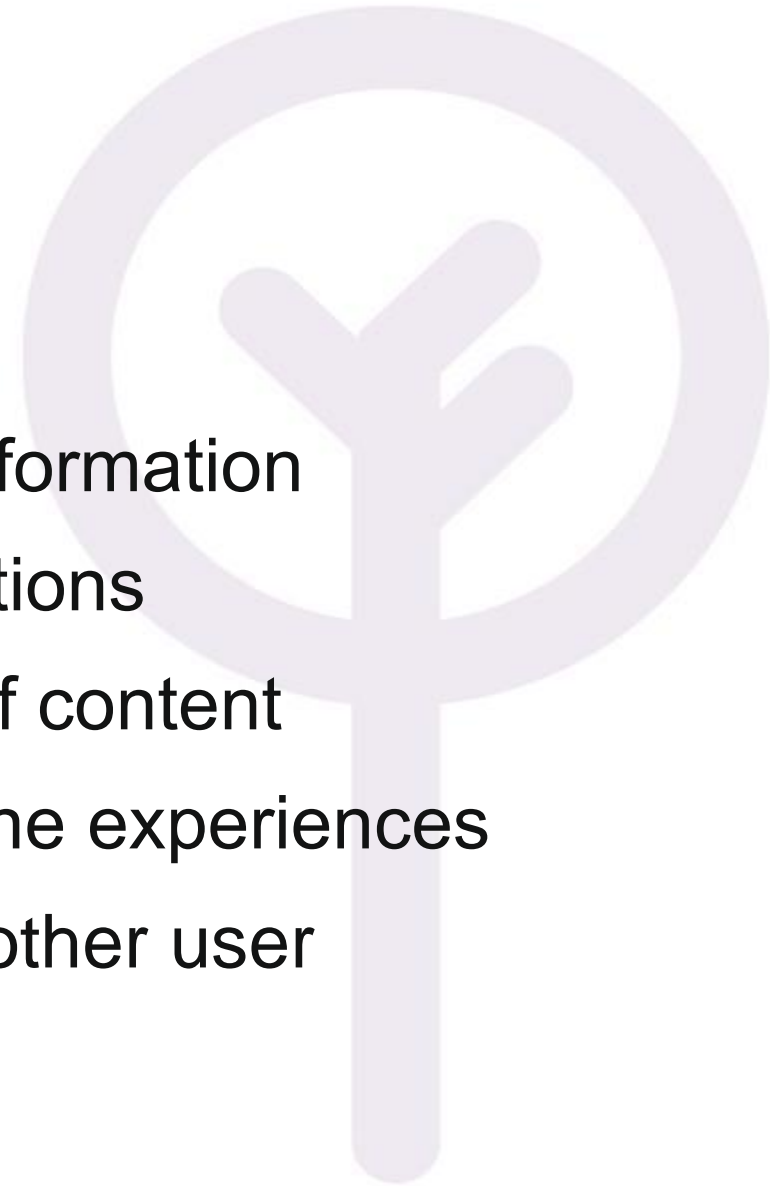 formation
tions
f content
ne experiences
other user